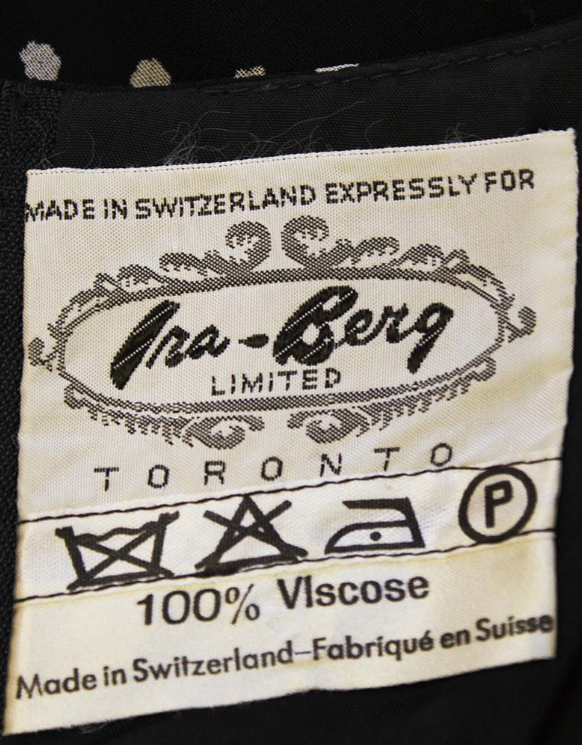 MADE IN SWITZERLAND EXPRESSLY FOR
Ira-Berg
LIMITED
TORONTO
P
100% VIscose
Made in Switzerland–Fabriqué en Suisse